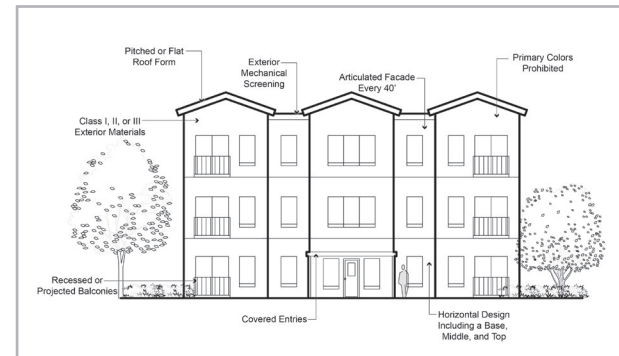 Pitched or Flat
Roof Form
Exterior
Mechanical
Screening
Articulated Facade
Every 40'
Primary Colors
Prohibited
Class I, II, or III
Exterior Materials
Recessed or
Projected Balconies
Covered Entries
Horizontal Design
Including a Base,
Middle, and Top